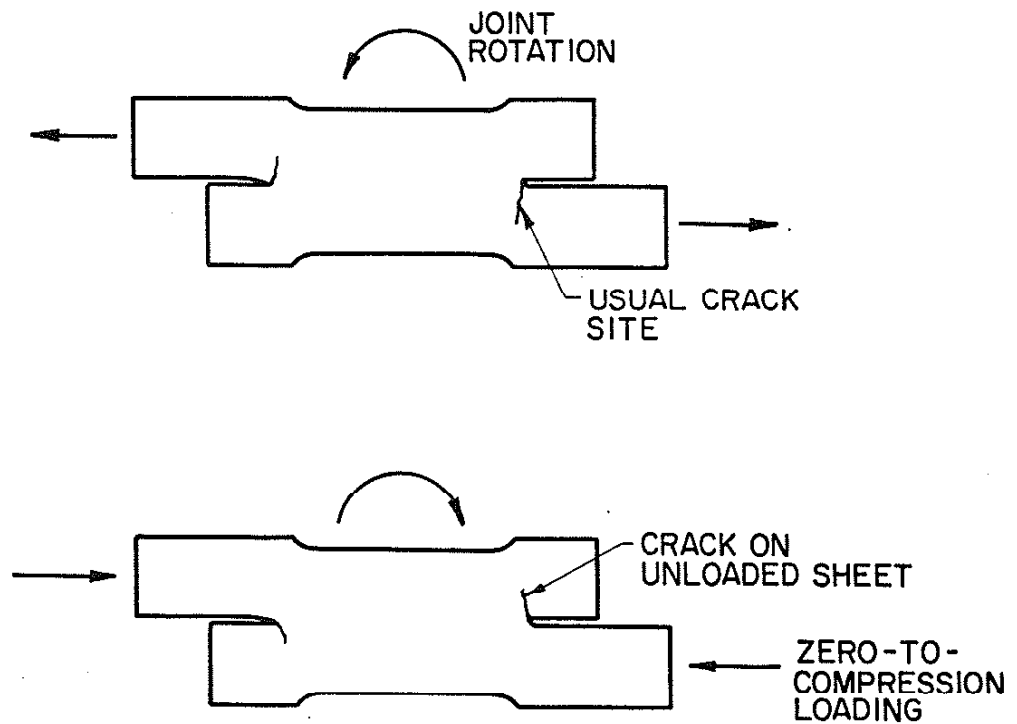 JOINT
ROTATION
USUAL CRACK
SITE
CRACK ON
UNLOADED SHEET
ZERO-TO-
COMPRESSION
LOADING